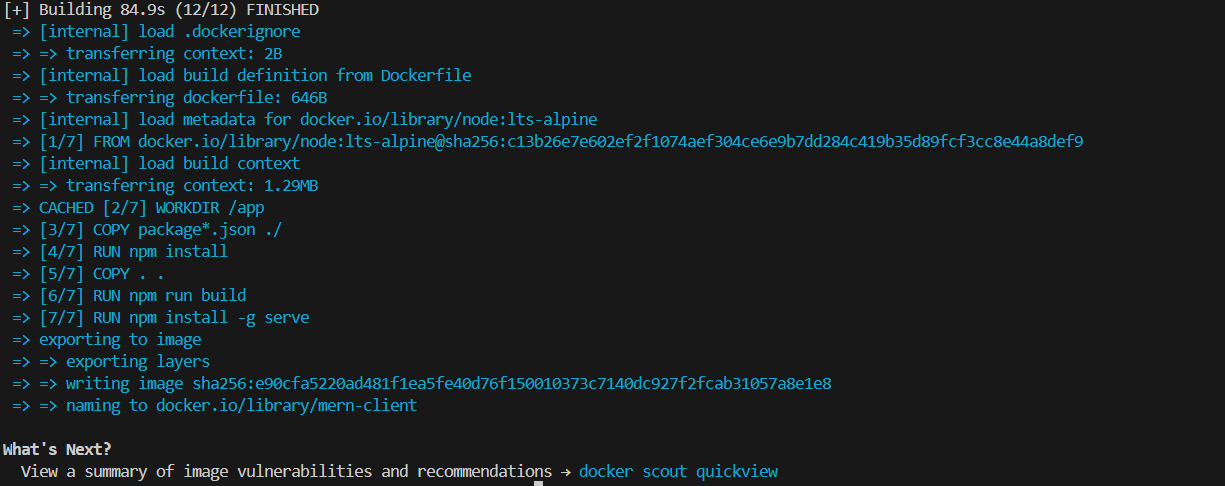 [+] Building 84.9s (12/12) FINISHED
=> [internal] load .dockerignore
=> => transferring context: 2B
=> [internal] load build definition from Dockerfile
=> => transferring dockerfile: 646B
=> [internal] load metadata for docker.io/library/node:lts-alpine
=> [1/7] FROM docker.io/library/node:lts-alpine@sha256:c13b26e7e602ef2f1074aef304ce6e9b7dd284c419b35d89fcf3cc8e44a8def9
=> [internal] load build context
=> => transferring context: 1.29MB
=> CACHED [2/7] WORKDIR /app
=> [3/7] COPY package*.json ./
=> [4/7] RUN npm install
=> [5/7] COPY . .
=> [6/7] RUN npm run build
=> [7/7] RUN npm install -g serve
=> exporting to image
=> => exporting layers
=> => writing image sha256:e90cfa5220ad481f1ea5fe40d76f150010373c7140dc927f2fcab31057a8e1e8
=> => naming to docker.io/library/mern-client
What's Next?
View a summary of image vulnerabilities and recommendations → docker scout quickview